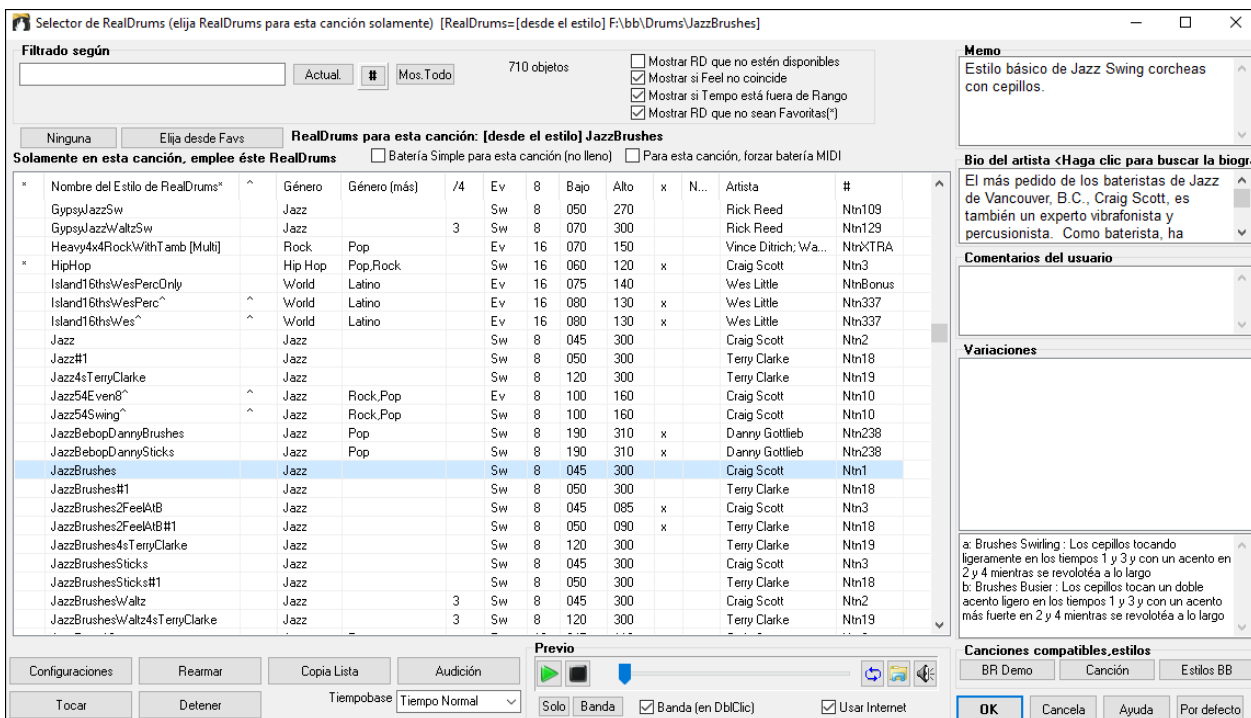 Selector de RealDrums (elija RealDrums para esta canción solamente) [RealDrums=[desde el estilo] F:\bb\Drums\JazzBrushes]
Filtrado según
Actual. # Mos.Todo 710 objetos
Mostrar RD que no estén disponibles
Mostrar si Feel no coincide
Mostrar si Tempo está fuera de Rango
Mostrar RD que no sean Favoritas(*)
Ninguna Elija desde Favs RealDrums para esta canción: [desde el estilo] JazzBrushes
Solamente en esta canción, emplee éste RealDrums Batería Simple para esta canción (no lleno) Para esta canción, forzar batería MIDI
* Nombre del Estilo de RealDrums* ^ Género Género (más) /4 Ev 8 Bajo Alto x N... Artista #
GypsyJazzSw Jazz Sw 8 050 270 Rick Reed Ntn109
GypsyJazzWaltzSw Jazz 3 Sw 8 070 300 Rick Reed Ntn129
Heavy4x4RockWithTamb [Multi] Rock Pop Ev 16 070 150 Vince Ditrich; Wa... NtnXTRA
* HipHop Hip Hop Pop,Rock Sw 16 060 120 x Craig Scott Ntn3
Island16thsWesPercOnly World Latino Ev 16 075 140 Wes Little NtnBonus
Island16thsWesPerc^ ^ World Latino Ev 16 080 130 x Wes Little Ntn337
Island16thsWes^ ^ World Latino Ev 16 080 130 x Wes Little Ntn337
Jazz Jazz Sw 8 045 300 Craig Scott Ntn2
Jazz#1 Jazz Sw 8 050 300 Terry Clarke Ntn18
Jazz4sTerryClarke Jazz Sw 8 120 300 Terry Clarke Ntn19
Jazz54Even8^ ^ Jazz Rock,Pop Ev 8 100 160 Craig Scott Ntn10
Jazz54Swing^ ^ Jazz Rock,Pop Sw 8 100 160 Craig Scott Ntn10
JazzBebopDannyBrushes Jazz Pop Sw 8 190 310 x Danny Gottlieb Ntn238
JazzBebopDannySticks Jazz Pop Sw 8 190 310 x Danny Gottlieb Ntn238
JazzBrushes Jazz Sw 8 045 300 Craig Scott Ntn1
JazzBrushes#1 Jazz Sw 8 050 300 Terry Clarke Ntn18
JazzBrushes2FeelAtB Jazz Sw 8 045 085 x Craig Scott Ntn3
JazzBrushes2FeelAtB#1 Jazz Sw 8 050 090 x Terry Clarke Ntn18
JazzBrushes4sTerryClarke Jazz Sw 8 120 300 Terry Clarke Ntn19
JazzBrushesSticks Jazz Sw 8 045 300 Craig Scott Ntn3
JazzBrushesSticks#1 Jazz Sw 8 050 300 Terry Clarke Ntn18
JazzBrushesWaltz Jazz 3 Sw 8 045 300 Craig Scott Ntn2
JazzBrushesWaltz4sTerryClarke Jazz 3 Sw 8 120 300 Terry Clarke Ntn19
Memo
Estilo básico de Jazz Swing corcheas
con cepillos.
Bio del artista <Haga clic para buscar la biogra
El más pedido de los bateristas de Jazz
de Vancouver, B.C., Craig Scott, es
también un experto vibrafonista y
percusionista. Como baterista, ha
Comentarios del usuario
Variaciones
a: Brushes Swirling : Los cepillos tocando
ligeramente en los tiempos 1 y 3 y con un acento en
2 y 4 mientras se revolotéa a lo largo
b: Brushes Busier : Los cepillos tocan un doble
acento ligero en los tiempos 1 y 3 y con un acento
más fuerte en 2 y 4 mientras se revolotéa a lo largo
Configuraciones Rearmar Copia Lista Audición
Tocar Detener Tiempobase Tiempo Normal
Previo
Solo Banda Banda (en DblClic) Usar Internet
Canciones compatibles,estilos
BR Demo Canción Estilos BB
OK Cancela Ayuda Por defecto